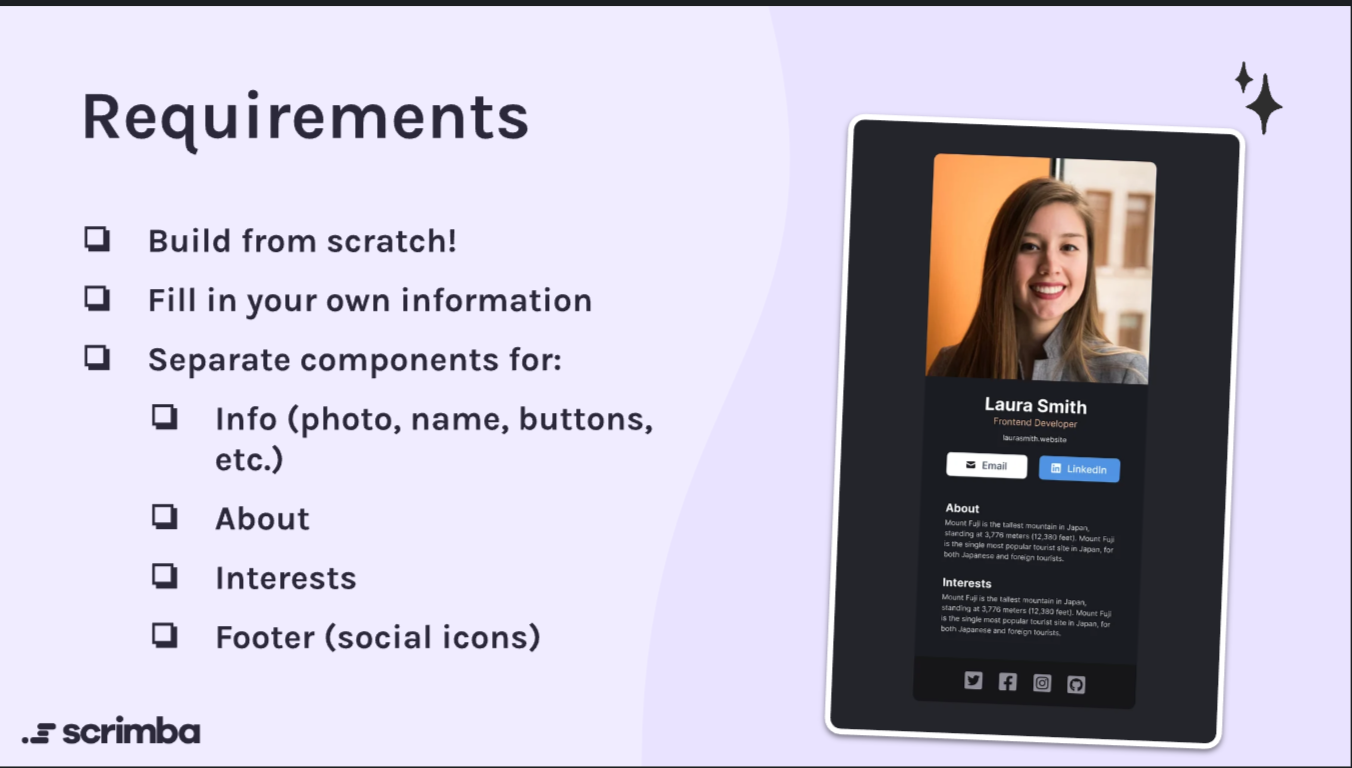 Requirements
Build from scratch!
Fill in your own information
Separate components for:
Info (photo, name, buttons,
etc.)
About
Interests
Footer (social icons)
scrimba
Laura Smith
Frontend Developer
laurasmith.website
Email
LinkedIn
About
Mount Fuji is the tallest mountain in Japan,
standing at 3,776 meters (12,380 feet). Mount Fuji
is the single most popular tourist site in Japan, for
both Japanese and foreign tourists.
Interests
Mount Fuji is the tallest mountain in Japan,
standing at 3,776 meters (12,380 feet). Mount Fuji
is the single most popular tourist site in Japan, for
both Japanese and foreign tourists.